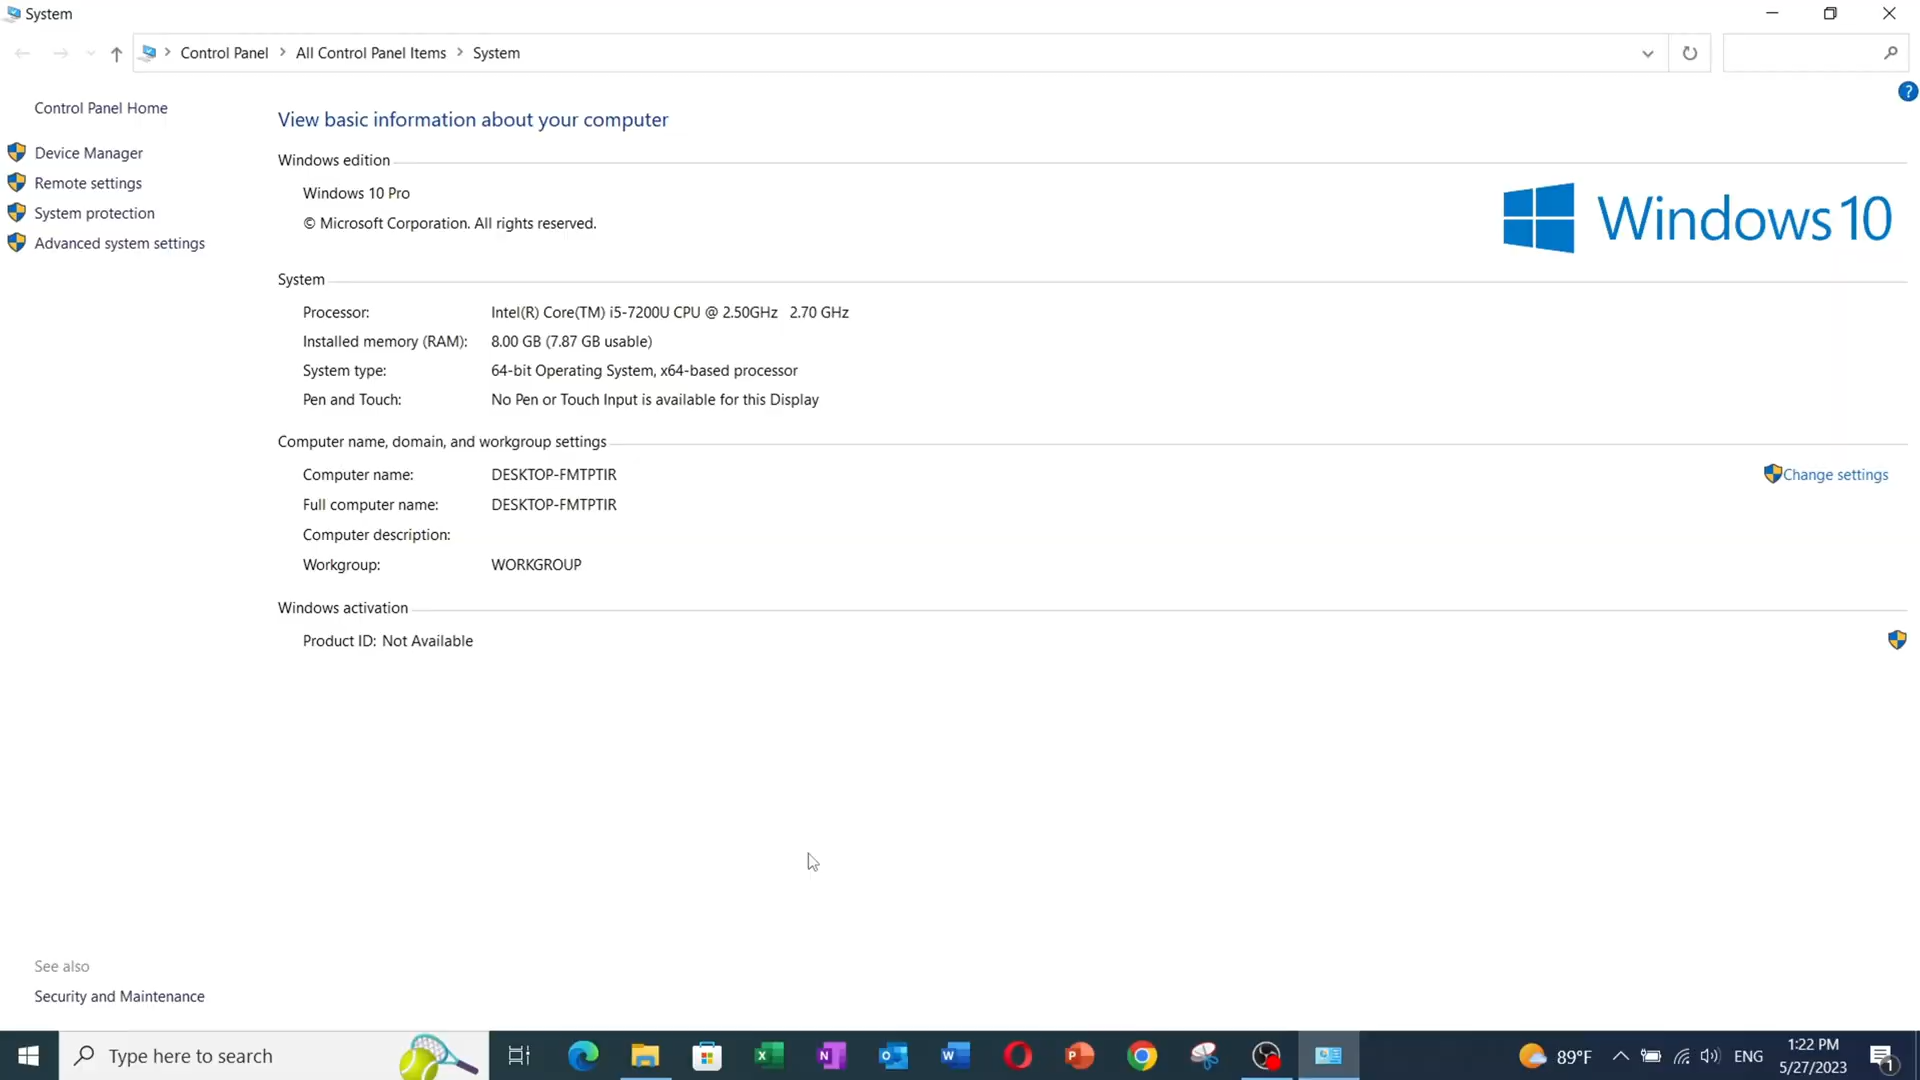 System
Control Panel > All Control Panel Items > System
?
Control Panel Home
Device Manager
Remote settings
System protection
Advanced system settings
View basic information about your computer
Windows edition
Windows 10 Pro
© Microsoft Corporation. All rights reserved.
Windows 10
System
Processor: Intel(R) Core(TM) i5-7200U CPU @ 2.50GHz 2.70 GHz
Installed memory (RAM): 8.00 GB (7.87 GB usable)
System type: 64-bit Operating System, x64-based processor
Pen and Touch: No Pen or Touch Input is available for this Display
Computer name, domain, and workgroup settings
Computer name: DESKTOP-FMTPTIR
Change settings
Full computer name: DESKTOP-FMTPTIR
Computer description:
Workgroup: WORKGROUP
Windows activation
Product ID: Not Available
See also
Security and Maintenance
Type here to search
89°F
ENG
1:22 PM
5/27/2023
1